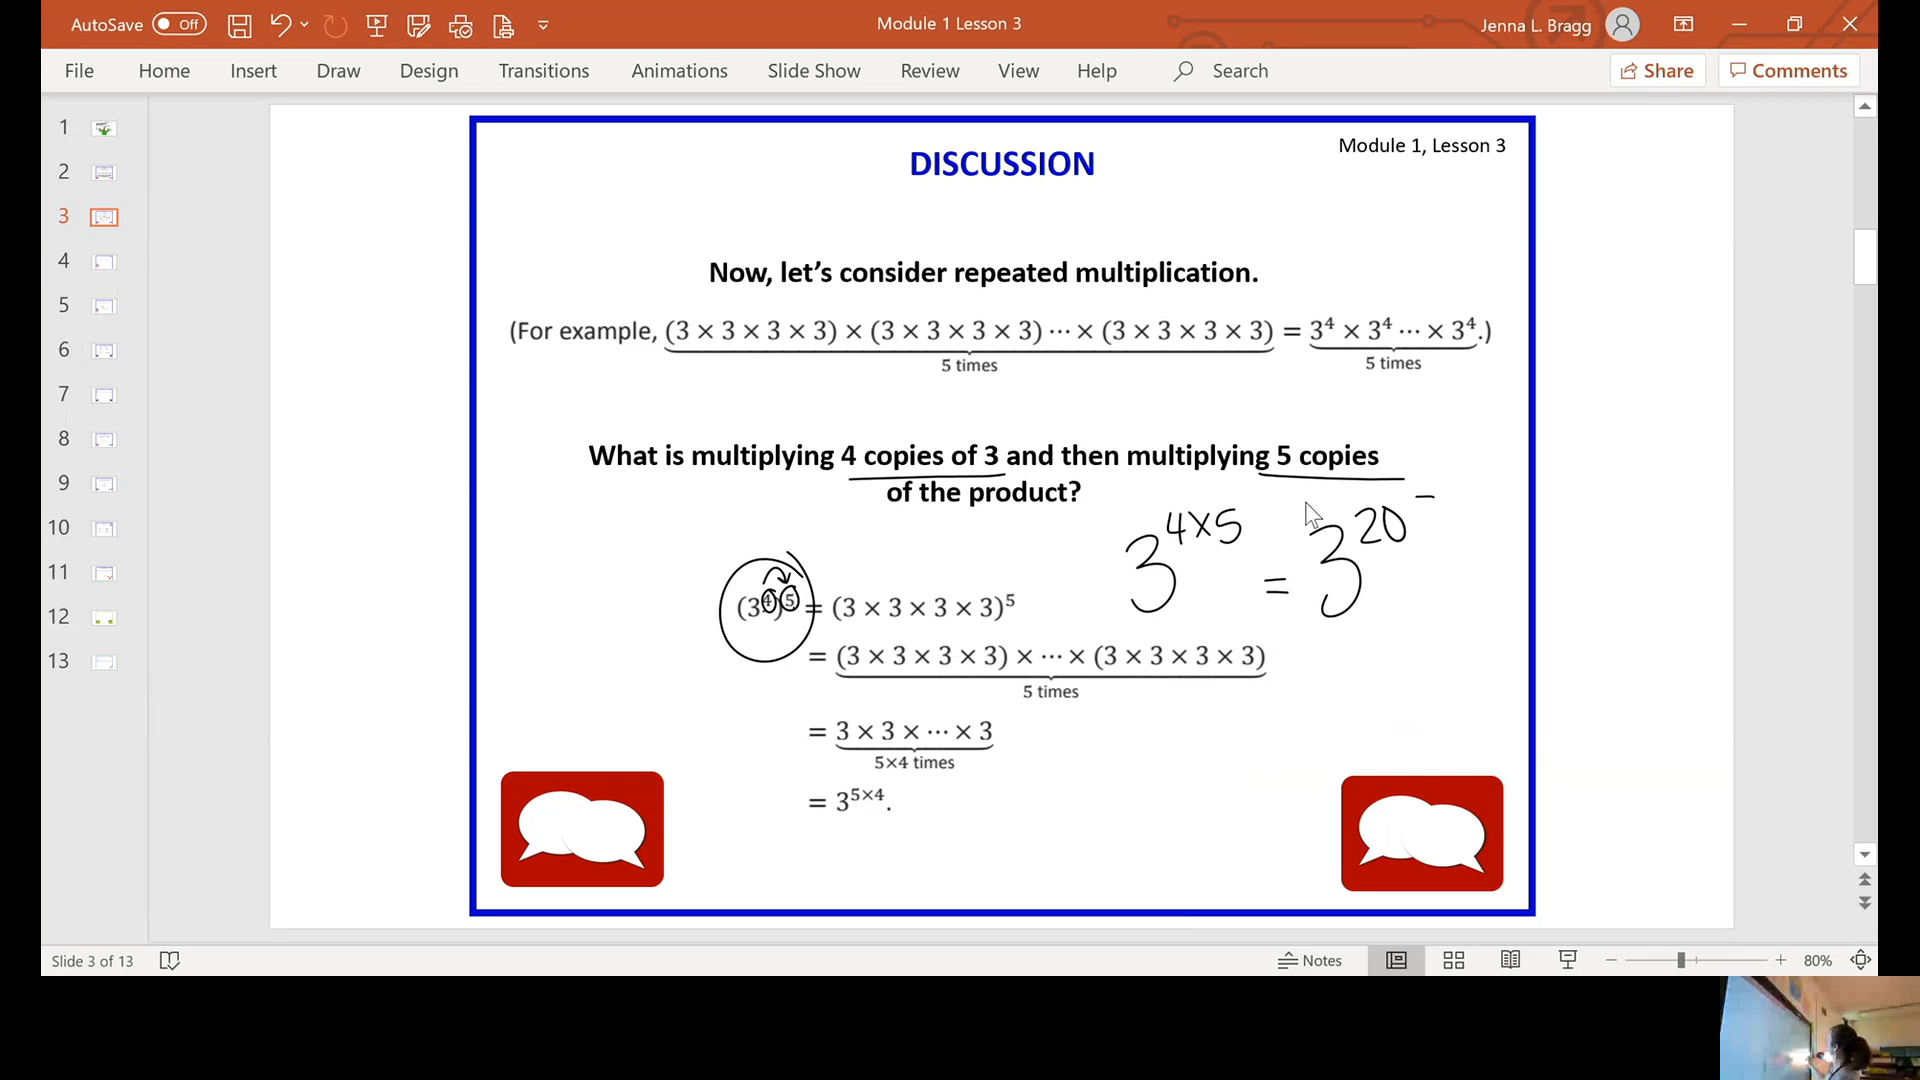 AutoSave Off Module 1 Lesson 3 Jenna L. Bragg
File Home Insert Draw Design Transitions Animations Slide Show Review View Help Search Share Comments
1
2
3
4
5
6
7
8
9
10
11
12
13
Module 1, Lesson 3
DISCUSSION
Now, let’s consider repeated multiplication.
(For example, (3 × 3 × 3 × 3) × (3 × 3 × 3 × 3) ⋯ × (3 × 3 × 3 × 3) = 3⁴ × 3⁴ ⋯ × 3⁴.)
5 times 5 times
What is multiplying 4 copies of 3 and then multiplying 5 copies
of the product?
3^(4×5) = 3^20
(3⁴)⁵ = (3 × 3 × 3 × 3)⁵
= (3 × 3 × 3 × 3) × ⋯ × (3 × 3 × 3 × 3)
5 times
= 3 × 3 × ⋯ × 3
5×4 times
= 3^(5×4).
Slide 3 of 13 Notes 80%